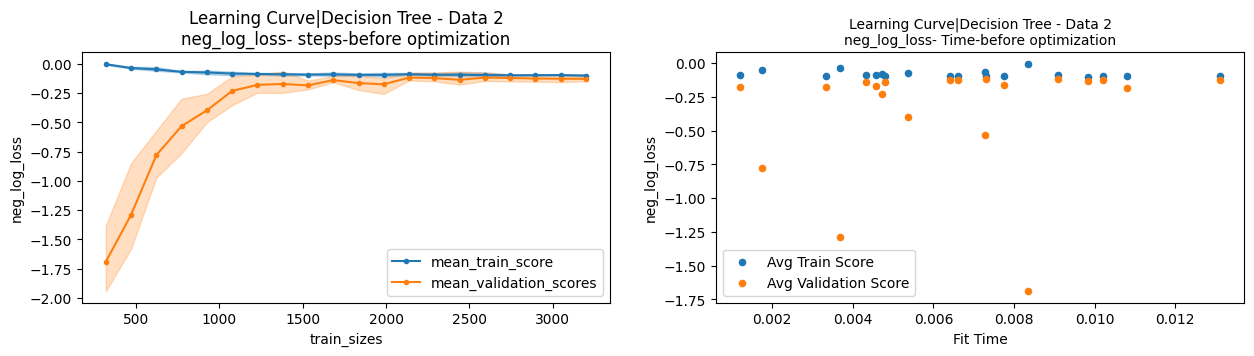 Learning Curve|Decision Tree - Data 2
neg_log_loss- steps-before optimization
0.00
−0.25
−0.50
−0.75
−1.00
−1.25
−1.50
−1.75
−2.00
neg_log_loss
mean_train_score
mean_validation_scores
500
1000
1500
2000
2500
3000
train_sizes
Learning Curve|Decision Tree - Data 2
neg_log_loss- Time-before optimization
0.00
−0.25
−0.50
−0.75
−1.00
−1.25
−1.50
−1.75
neg_log_loss
Avg Train Score
Avg Validation Score
0.002
0.004
0.006
0.008
0.010
0.012
Fit Time